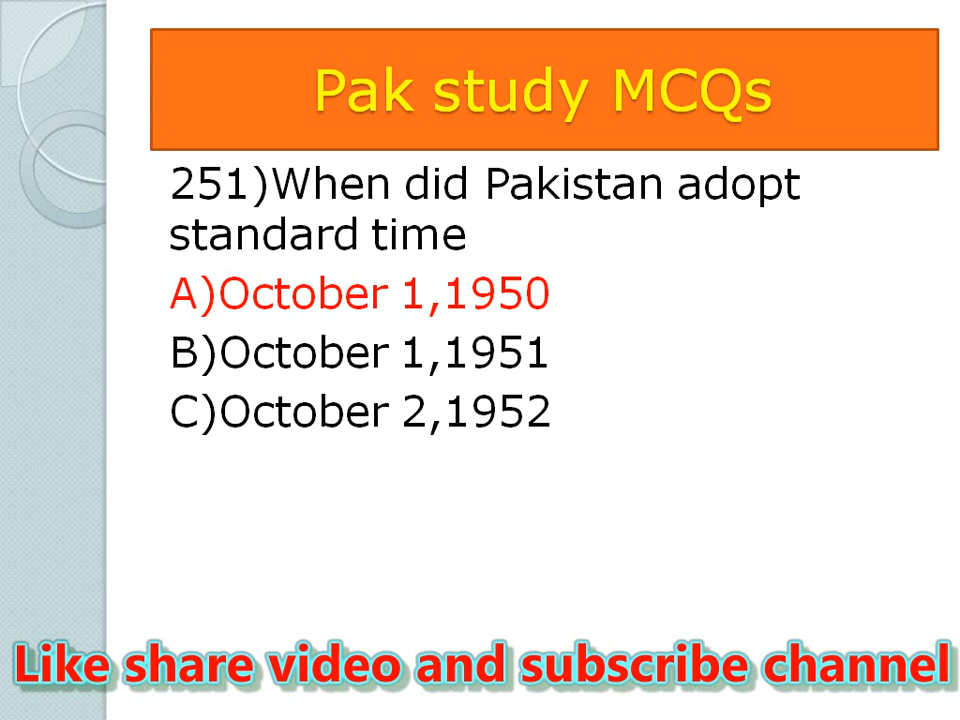 Pak study MCQs
251)When did Pakistan adopt
standard time
A)October 1,1950
B)October 1,1951
C)October 2,1952
Like share video and subscribe channel